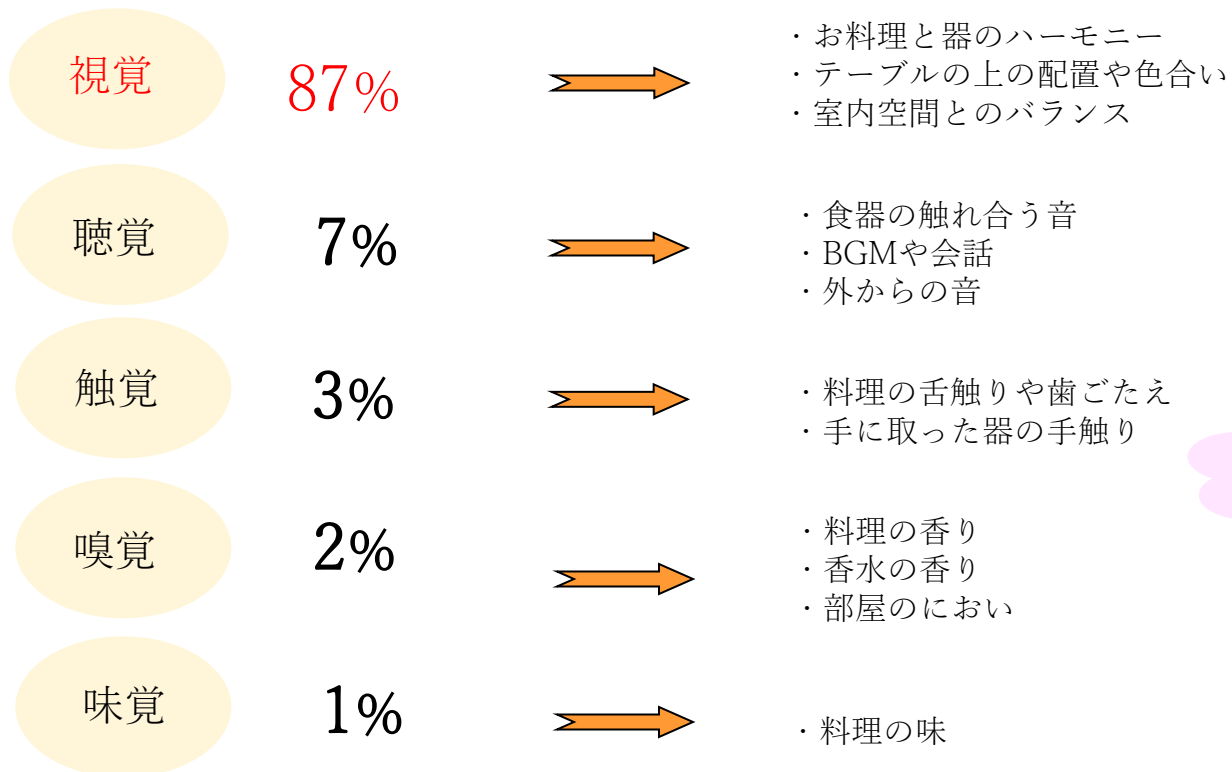 視覚
87%
・お料理と器のハーモニー
・テーブルの上の配置や色合い
・室内空間とのバランス
聴覚
7%
・食器の触れ合う音
・BGMや会話
・外からの音
触覚
3%
・料理の舌触りや歯ごたえ
・手に取った器の手触り
嗅覚
2%
・料理の香り
・香水の香り
・部屋のにおい
味覚
1%
・料理の味